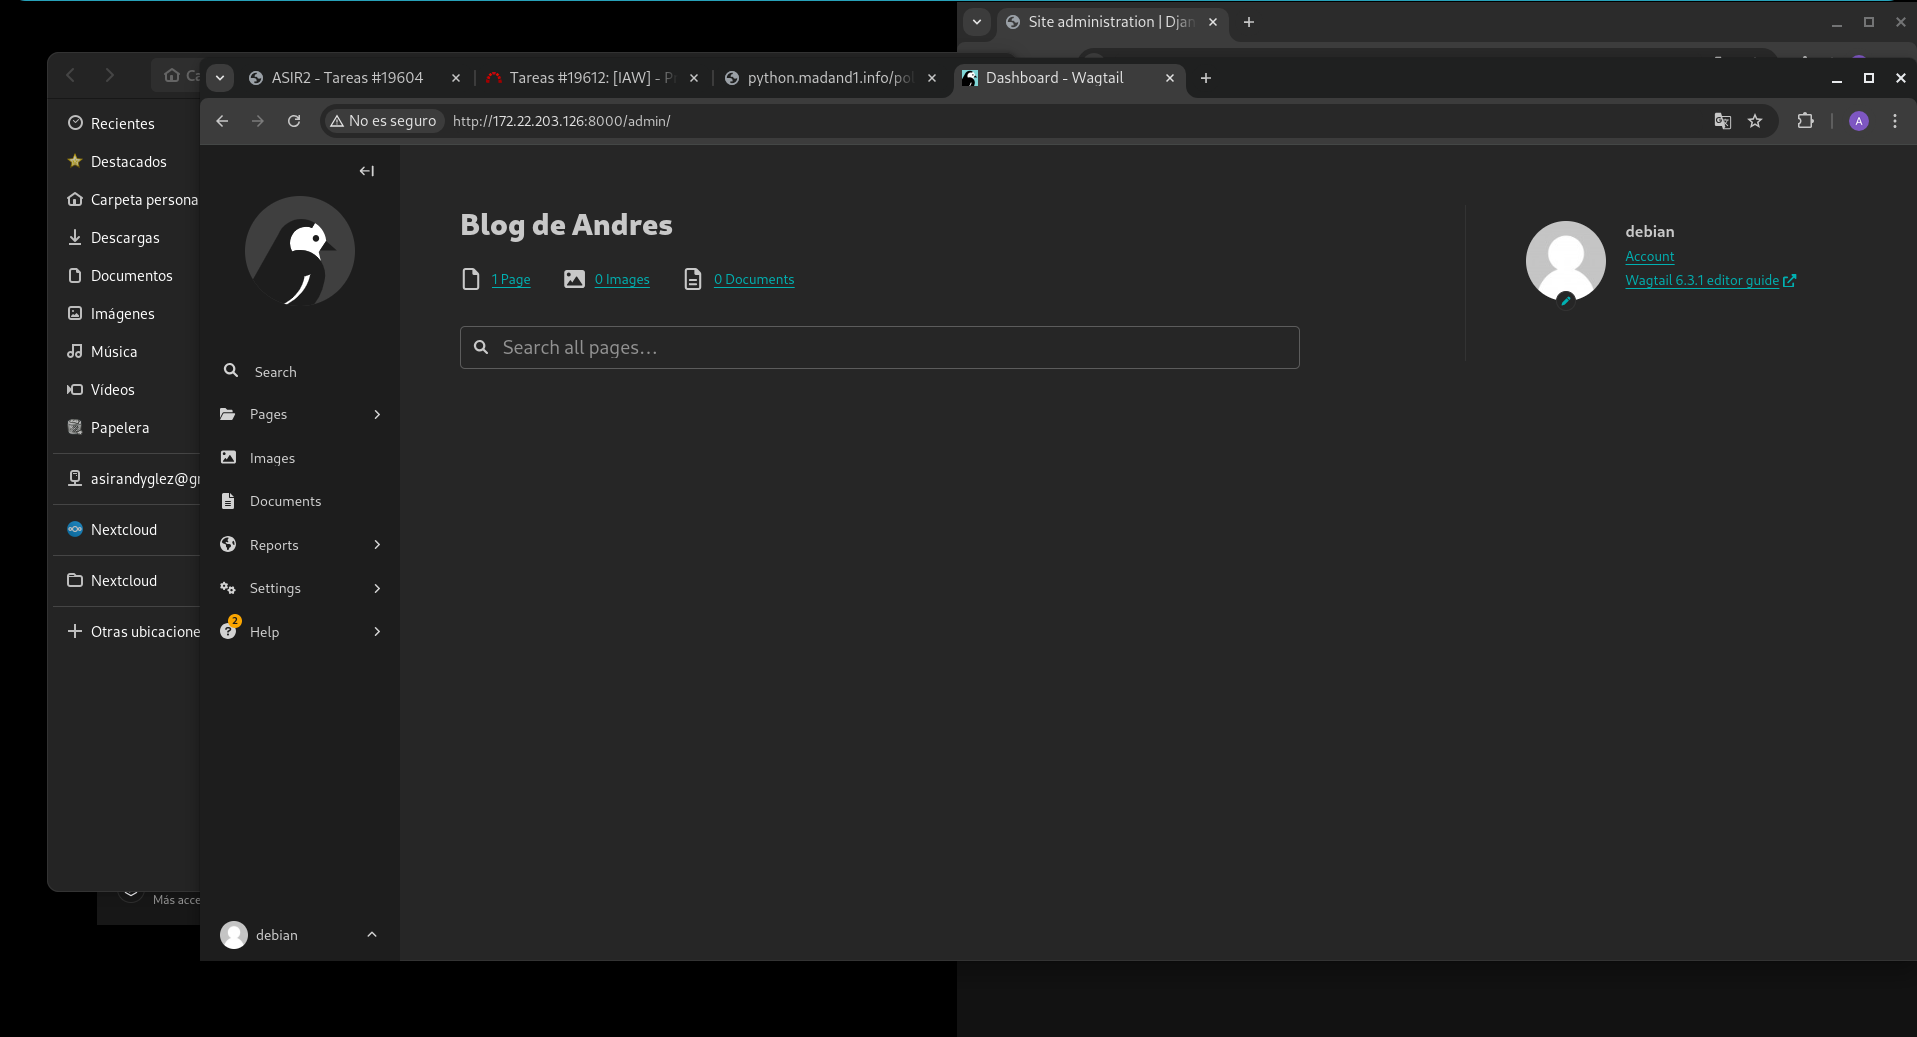 Site administration | Djan
Ca
ASIR2 - Tareas #19604
Tareas #19612: [IAW] - P
python.madand1.info/pol
Dashboard - Wagtail
No es seguro
http://172.22.203.126:8000/admin/
A
Recientes
Destacados
Carpeta persona
Descargas
Documentos
Imágenes
Música
Vídeos
Papelera
asirandyglez@g
Nextcloud
Nextcloud
Otras ubicacione
Más acce
Search
Pages
Images
Documents
Reports
Settings
2
Help
debian
Blog de Andres
1 Page
0 Images
0 Documents
Search all pages…
debian
Account
Wagtail 6.3.1 editor guide